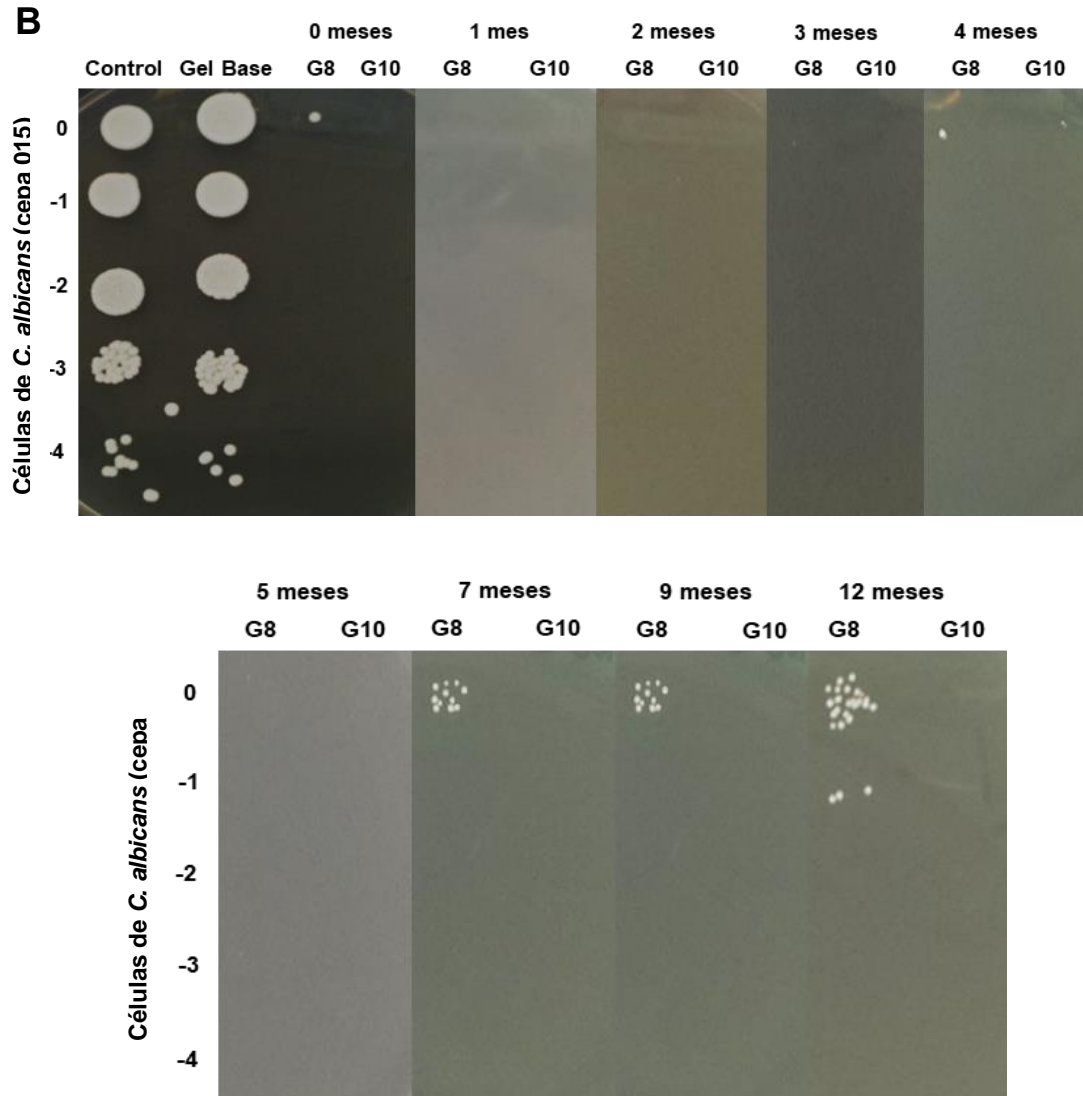 B
0 meses 1 mes 2 meses 3 meses 4 meses
Control Gel Base G8 G10 G8 G10 G8 G10 G8 G10 G8 G10
Células de C. albicans (cepa 015)
0
-1
-2
-3
-4
5 meses 7 meses 9 meses 12 meses
G8 G10 G8 G10 G8 G10 G8 G10
Células de C. albicans (cepa
0
-1
-2
-3
-4